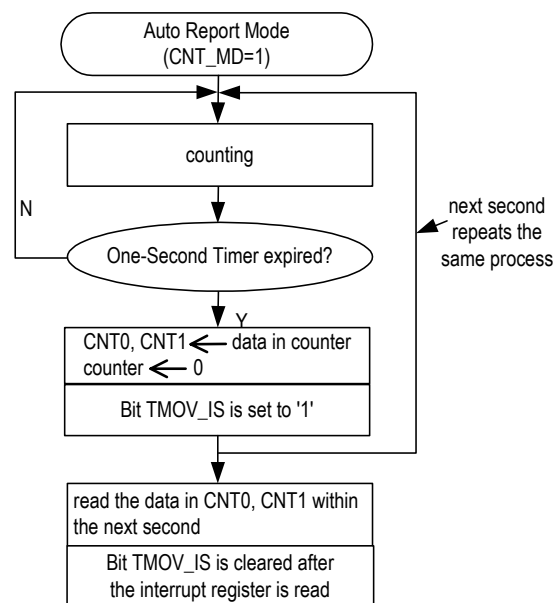 Auto Report Mode
(CNT_MD=1)
counting
N
next second
repeats the
same process
One-Second Timer expired?
Y
CNT0, CNT1 ← data in counter
counter ← 0
Bit TMOV_IS is set to '1'
read the data in CNT0, CNT1 within
the next second
Bit TMOV_IS is cleared after
the interrupt register is read